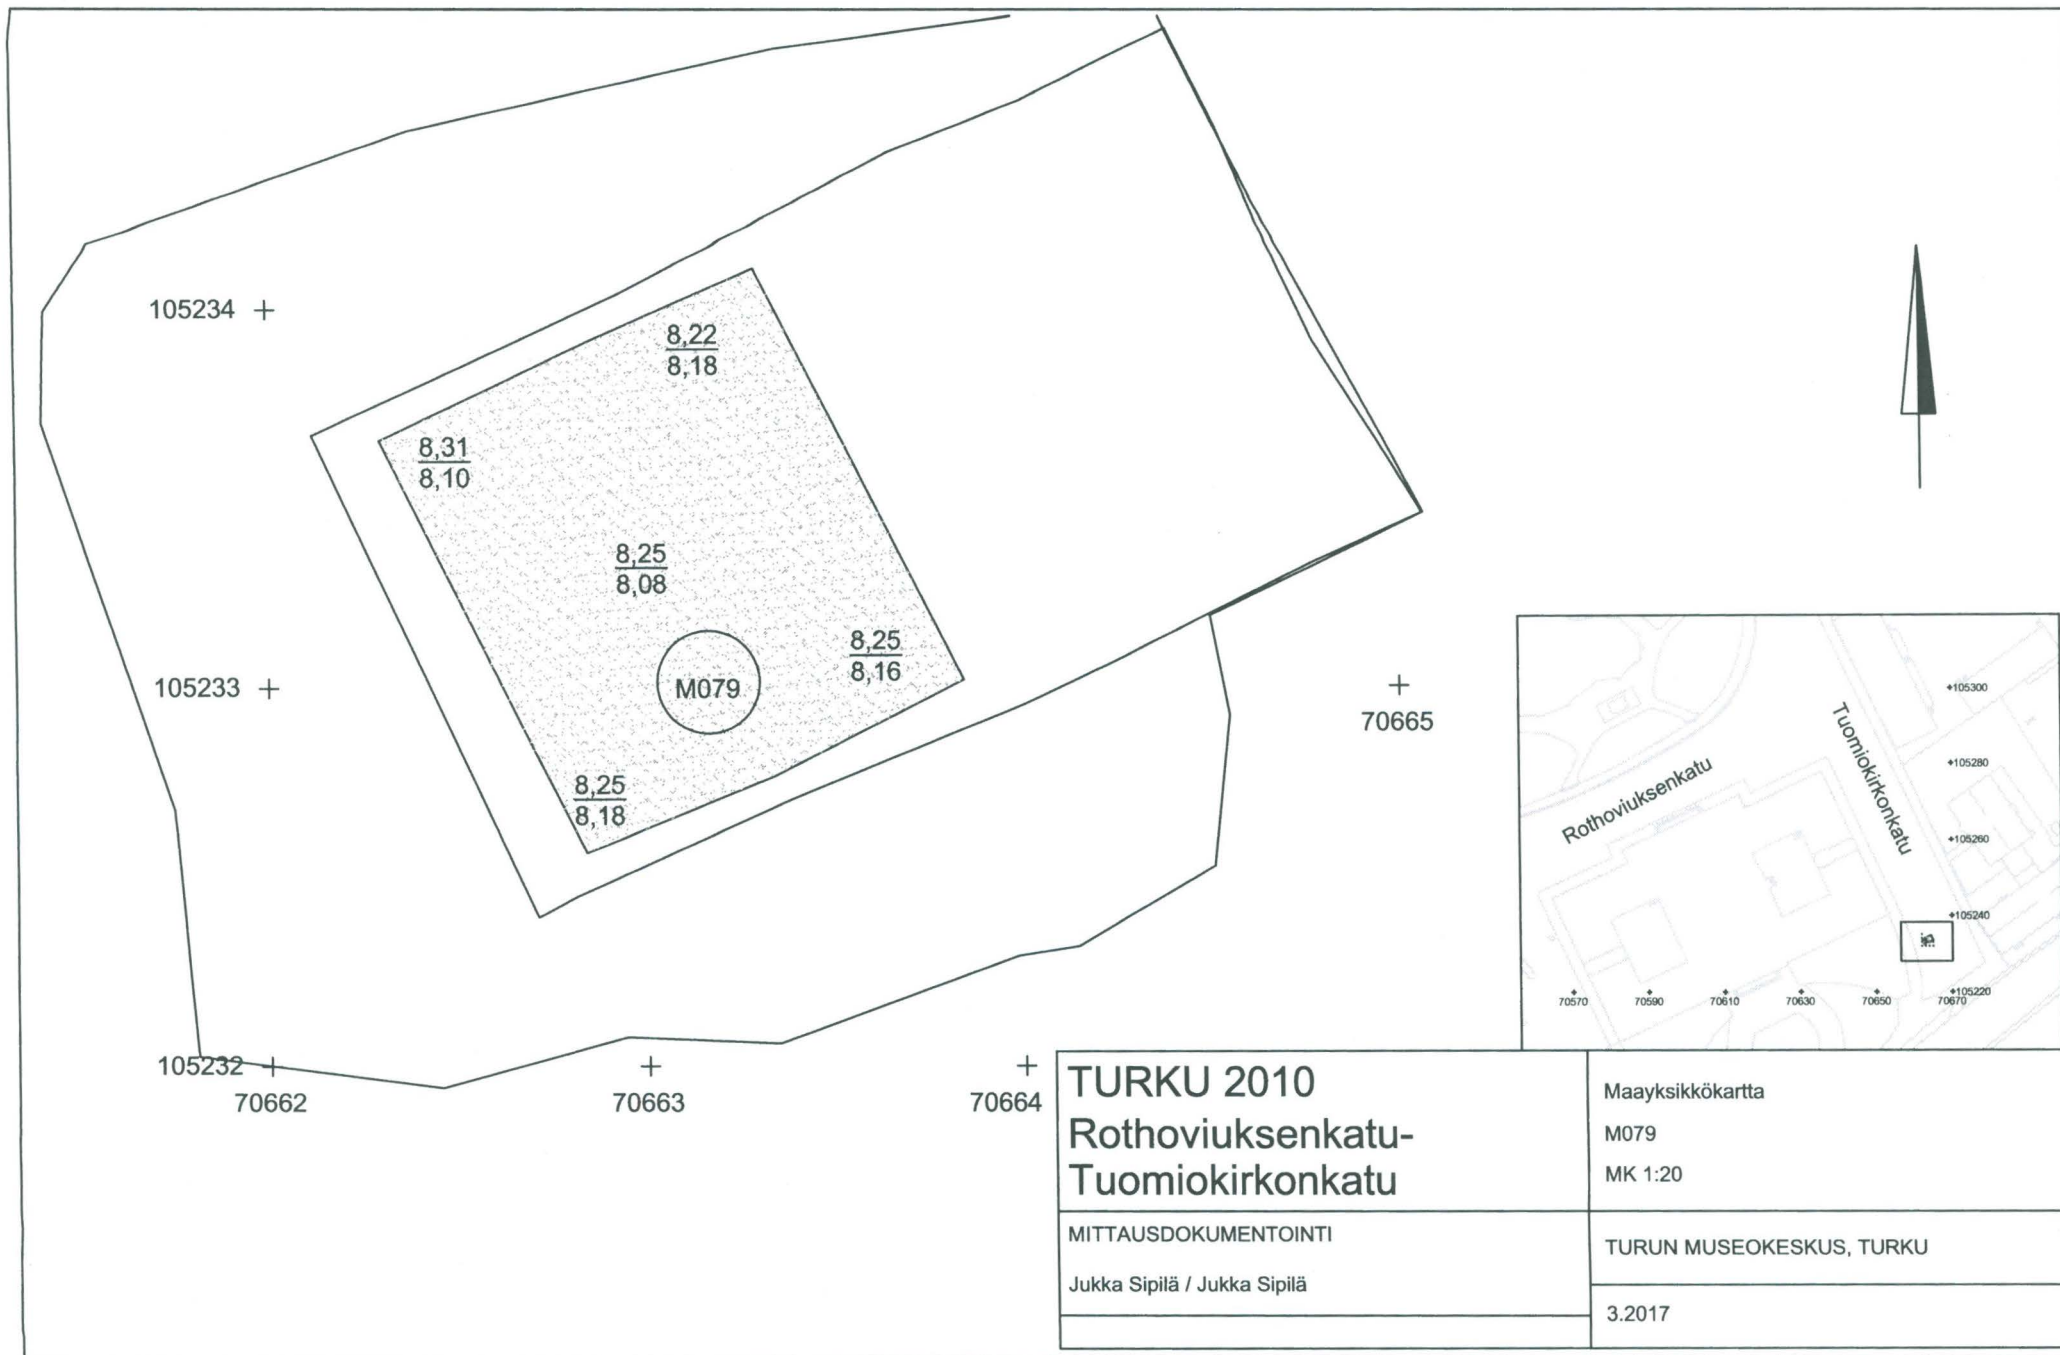 105234
8,22
8,18
8,31
8,10
8,25
8,08
8,25
8,16
105233
M079
70665
8,25
8,18
105232
70662
70663
70664
105300
Tuomiokirkonkatu
105280
Rothoviuksenkatu
105260
105240
105220
70570
70590
70610
70630
70650
70670
TURKU 2010
Rothoviuksenkatu-
Tuomiokirkonkatu
Maayksikkökartta
M079
MK 1:20
MITTAUSDOKUMENTOINTI
Jukka Sipilä / Jukka Sipilä
TURUN MUSEOKESKUS, TURKU
3.2017